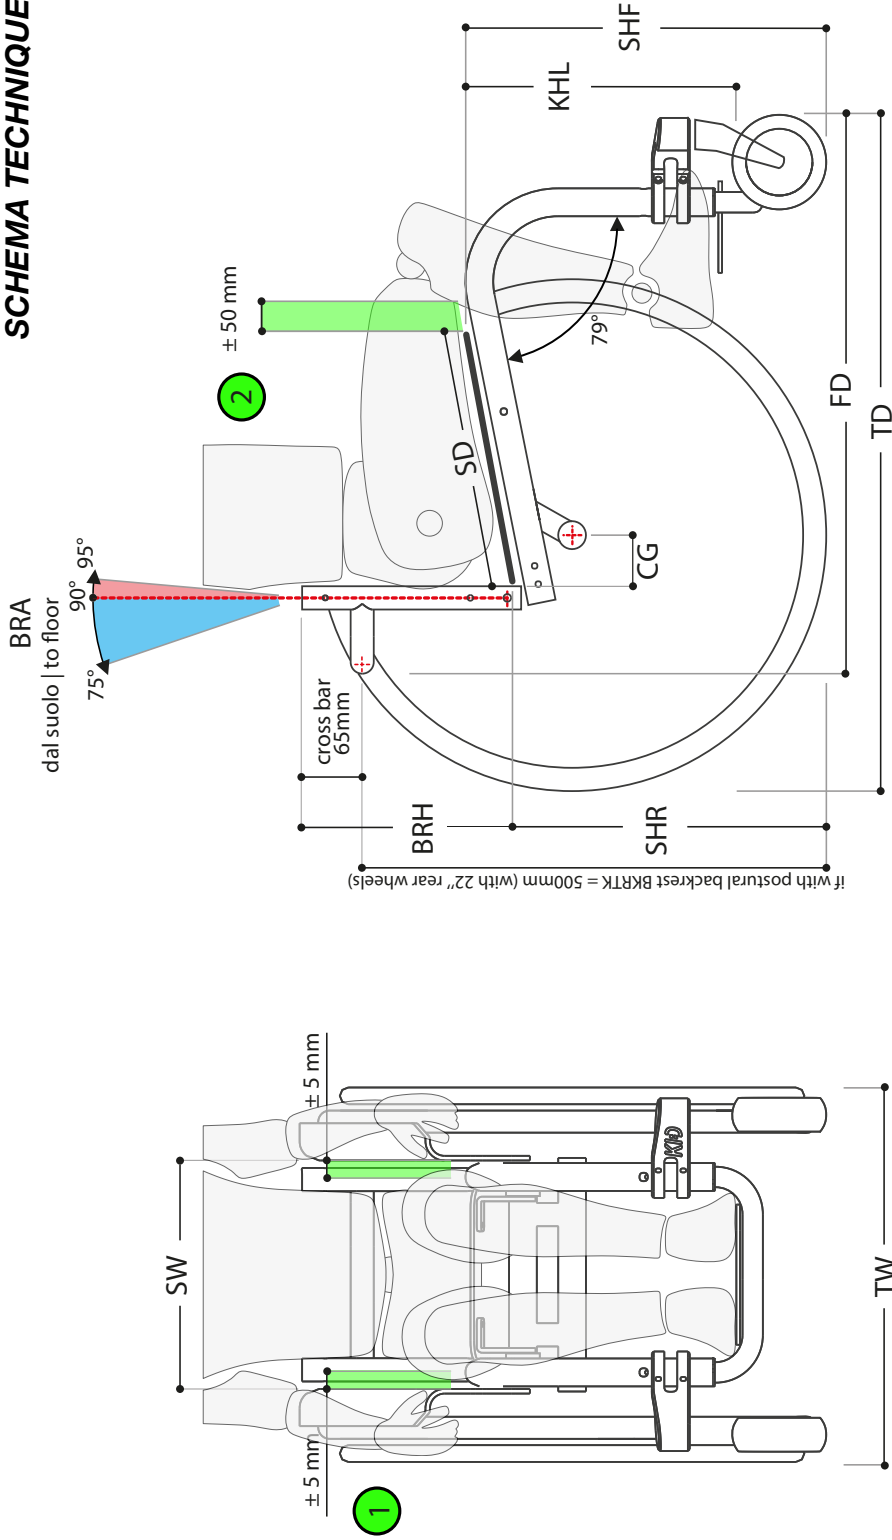 SCHEMA TECHNIQUE
SHF
KHL
± 50 mm
2
79°
SD
FD
TD
CG
BRA
dal suolo | to floor
75°
90°
95°
cross bar
65mm
BRH
SHR
if with postural backrest BKRTK = 500mm (with 22'' rear wheels)
± 5 mm
SW
KD
TW
± 5 mm
1